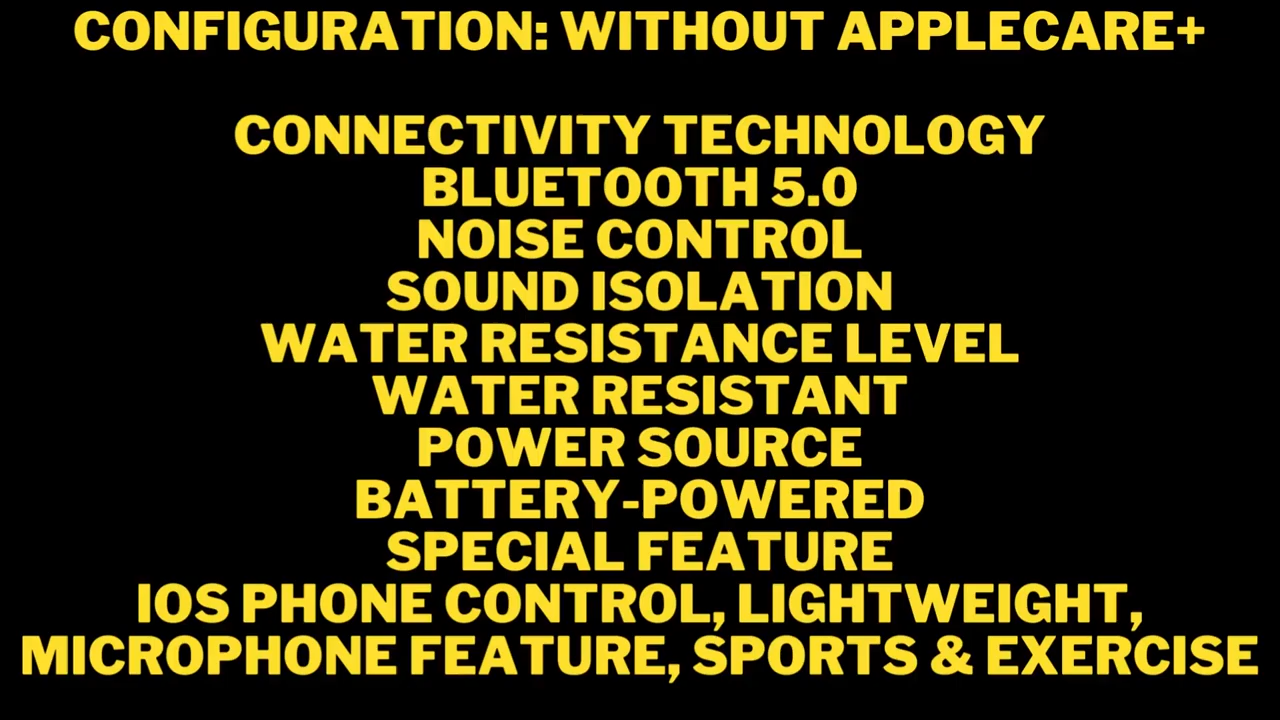 CONFIGURATION: WITHOUT APPLECARE+
CONNECTIVITY TECHNOLOGY
BLUETOOTH 5.0
NOISE CONTROL
SOUND ISOLATION
WATER RESISTANCE LEVEL
WATER RESISTANT
POWER SOURCE
BATTERY-POWERED
SPECIAL FEATURE
IOS PHONE CONTROL, LIGHTWEIGHT,
MICROPHONE FEATURE, SPORTS & EXERCISE